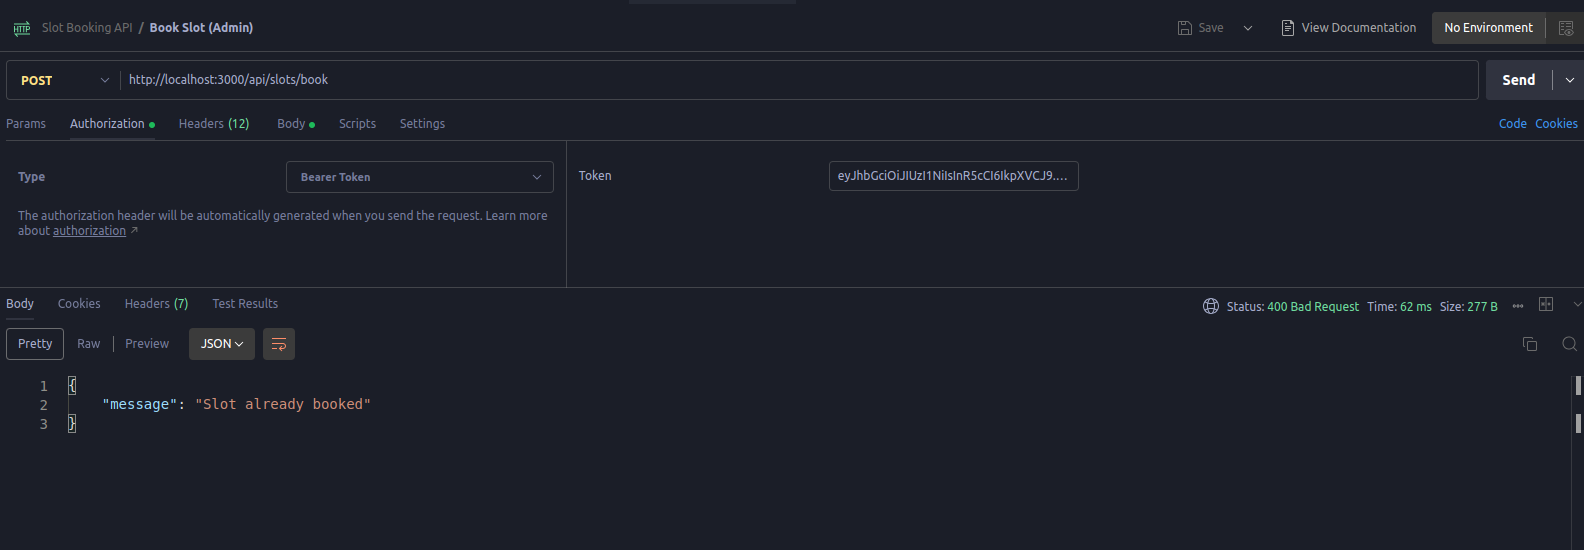 HTTP Slot Booking API / Book Slot (Admin) Save View Documentation No Environment
POST http://localhost:3000/api/slots/book Send
Params Authorization Headers (12) Body Scripts Settings Code Cookies
Type Bearer Token Token eyJhbGciOiJIUzI1NiIsInR5cCI6IkpXVCJ9....
The authorization header will be automatically generated when you send the request. Learn more
about authorization ↗
Body Cookies Headers (7) Test Results Status: 400 Bad Request Time: 62 ms Size: 277 B
Pretty Raw Preview JSON
1 {
2 "message": "Slot already booked"
3 }